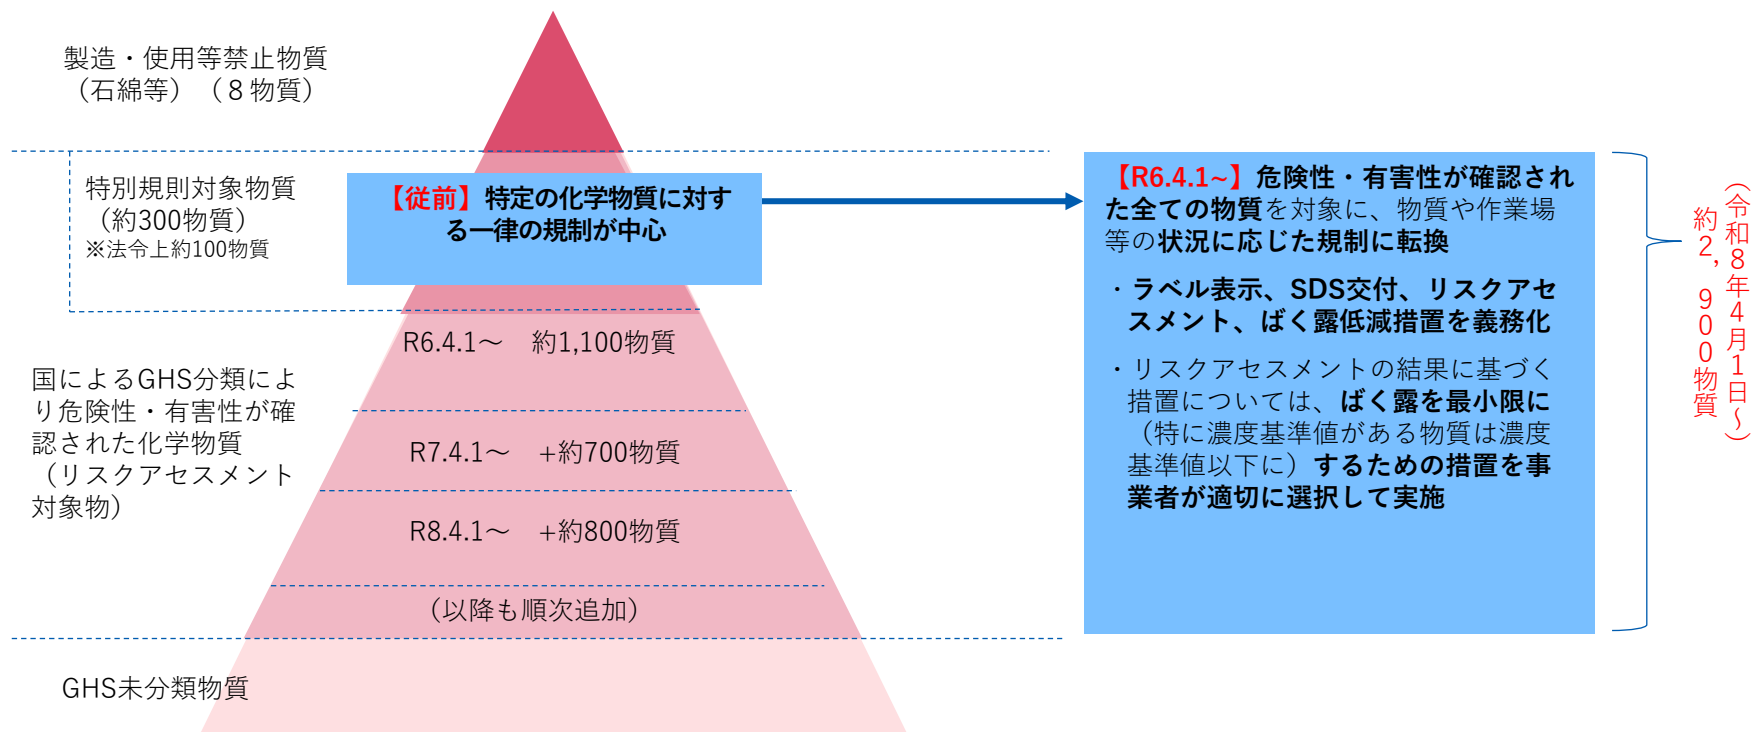 製造・使用等禁止物質
（石綿等）（８物質）
特別規則対象物質
（約300物質）
※法令上約100物質
【従前】特定の化学物質に対す
る一律の規制が中心
R6.4.1～　約1,100物質
国によるGHS分類によ
り危険性・有害性が確
認された化学物質
（リスクアセスメント
対象物）
R7.4.1～　+約700物質
R8.4.1～　+約800物質
（以降も順次追加）
GHS未分類物質
【R6.4.1~】危険性・有害性が確認され
た全ての物質を対象に、物質や作業場
等の状況に応じた規制に転換
・ラベル表示、SDS交付、リスクアセ
スメント、ばく露低減措置を義務化
・リスクアセスメントの結果に基づく
措置については、ばく露を最小限に
（特に濃度基準値がある物質は濃度
基準値以下に）するための措置を事
業者が適切に選択して実施
（令和８年４月１日～）
約２，９００物質